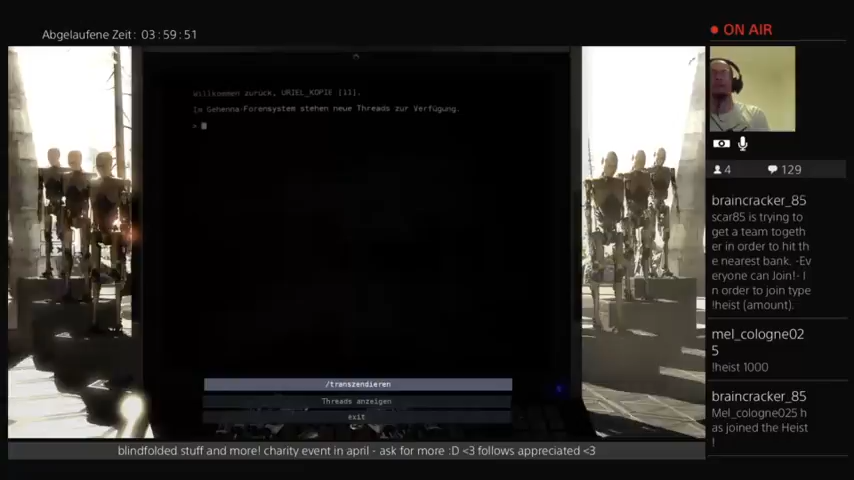 Abgelaufene Zeit: 03:59:51
ON AIR
Willkommen zurück, URIEL_KOPIE [11].
Im Gehenna-Forensystem stehen neue Threads zur Verfügung.
>
/transzendieren
Threads anzeigen
exit
4
129
braincracker_85
scar85 is trying to
get a team togeth
er in order to hit th
e nearest bank. -Ev
eryone can Join!- I
n order to join type
!heist (amount).
mel_cologne02
5
!heist 1000
braincracker_85
Mel_cologne025 h
as joined the Heist
!
blindfolded stuff and more! charity event in april - ask for more :D <3 follows appreciated <3